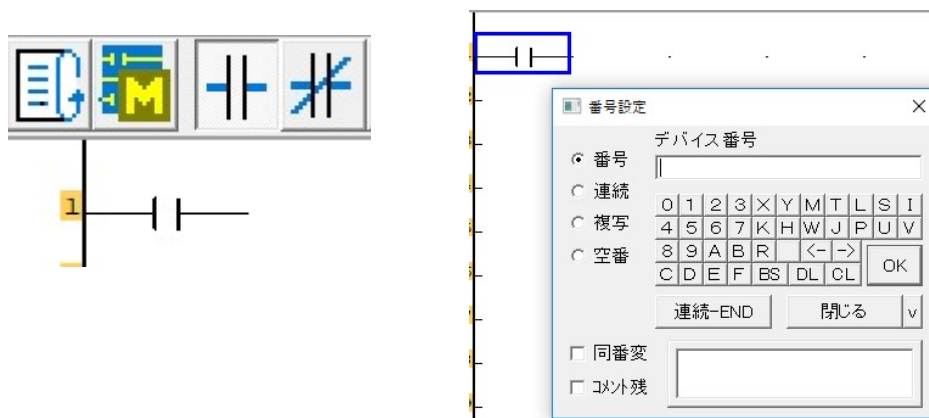 M
1
番号設定
デバイス番号
番号
連続
複写
空番
0 1 2 3 X Y M T L S I
4 5 6 7 K H W J P U V
8 9 A B R <- ->
C D E F BS DL CL
OK
連続-END
閉じる
v
同番変
コメント残